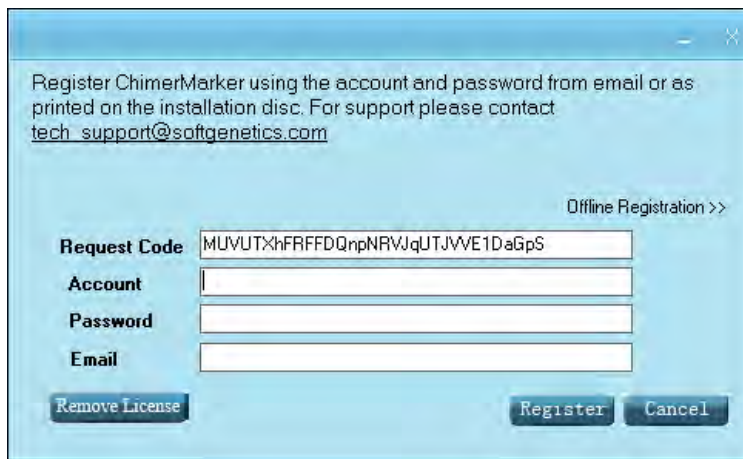 Register ChimerMarker using the account and password from email or as
printed on the installation disc. For support please contact
tech_support@softgenetics.com
Offline Registration >>
Request Code MUVUTXhFRFFDQnpNRVJqUTJVVE1DaGpS
Account
Password
Email
Remove License Register Cancel